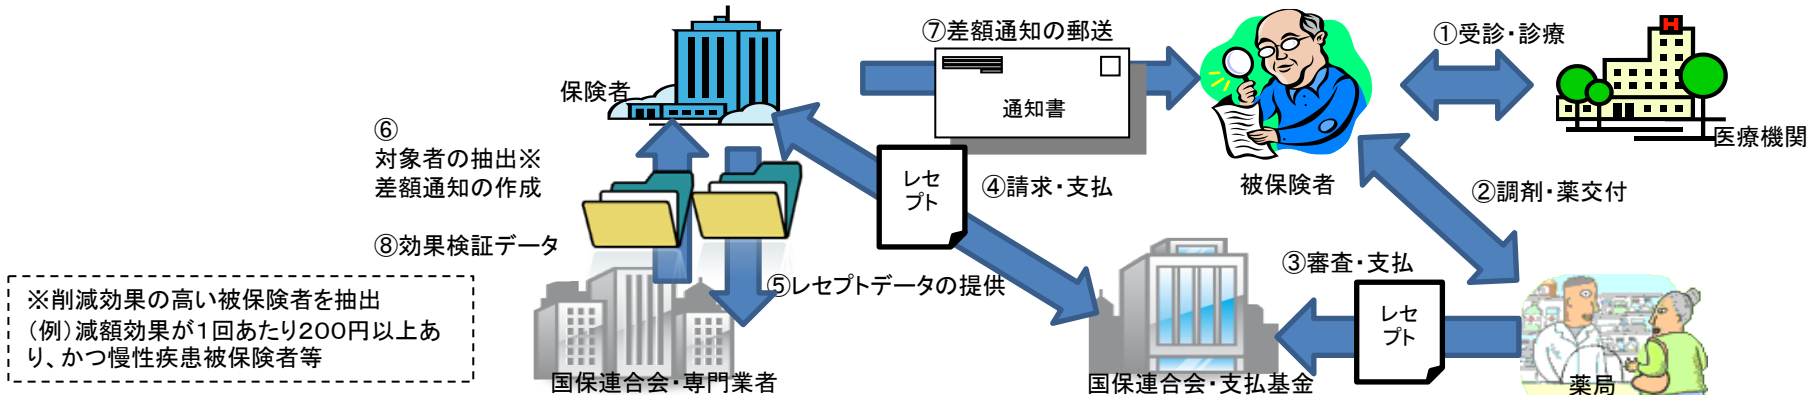 ⑦差額通知の郵送
①受診・診療
保険者
通知書
医療機関
⑥
対象者の抽出※
差額通知の作成
レセ
プト
④請求・支払
被保険者
②調剤・薬交付
⑧効果検証データ
③審査・支払
⑤レセプトデータの提供
※削減効果の高い被保険者を抽出
（例）減額効果が１回あたり２００円以上あ
り、かつ慢性疾患被保険者等
レセ
プト
国保連合会・専門業者
国保連合会・支払基金
薬局
H